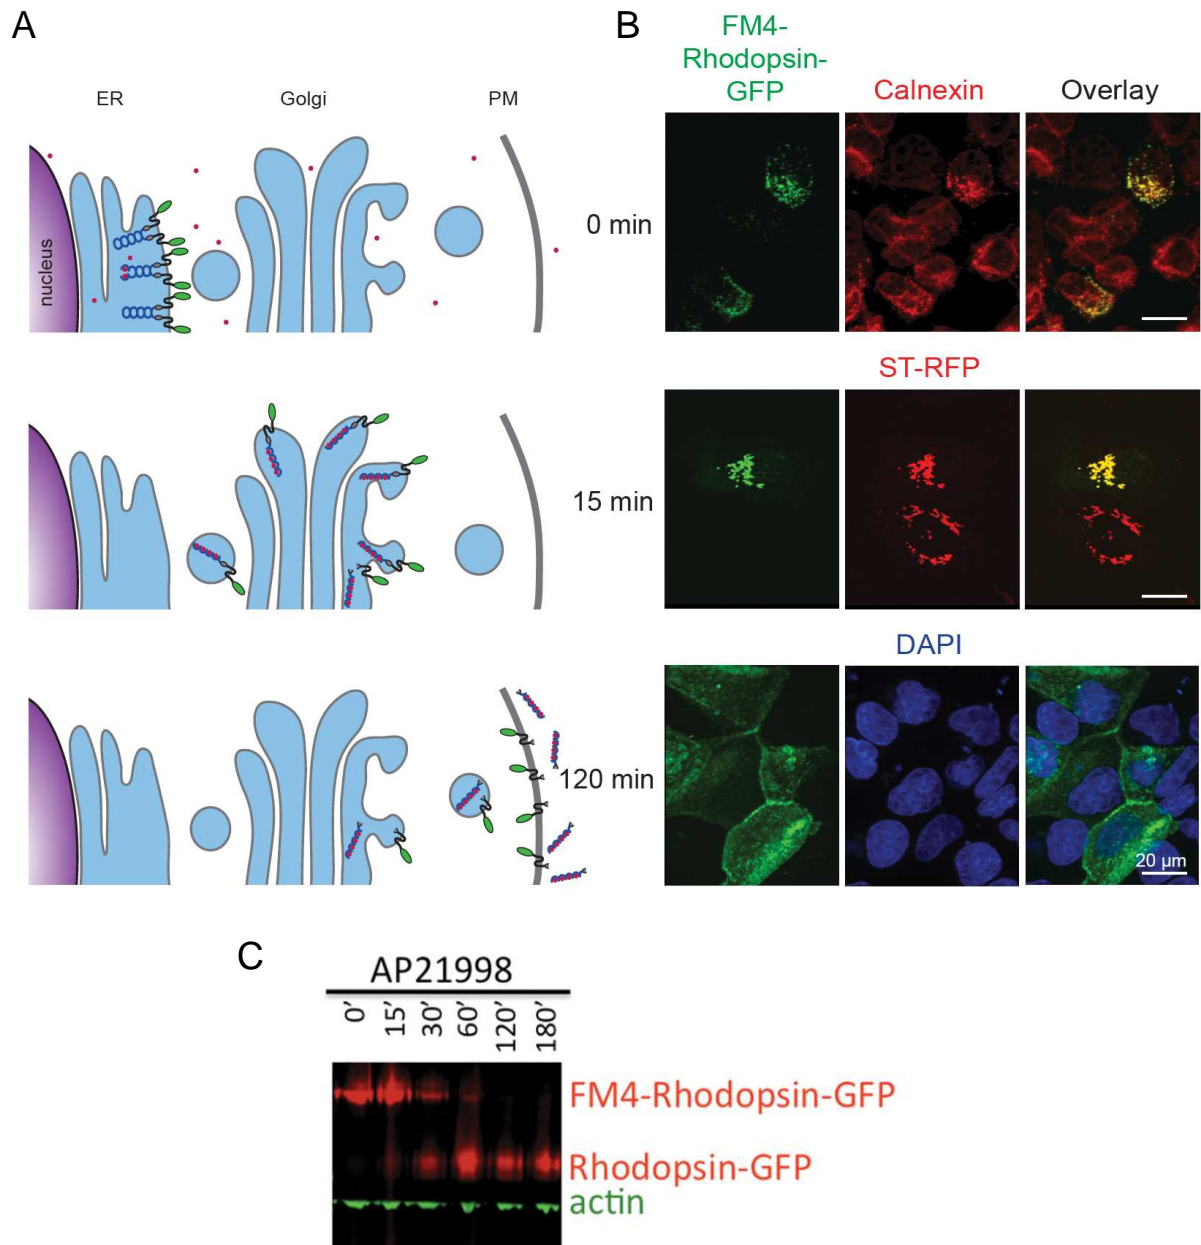 A
B
ER
Golgi
PM
nucleus
FM4-
Rhodopsin-
GFP
Calnexin
Overlay
0 min
ST-RFP
15 min
DAPI
120 min
20 µm
C
AP21998
0' 15' 30' 60' 120' 180'
FM4-Rhodopsin-GFP
Rhodopsin-GFP
actin